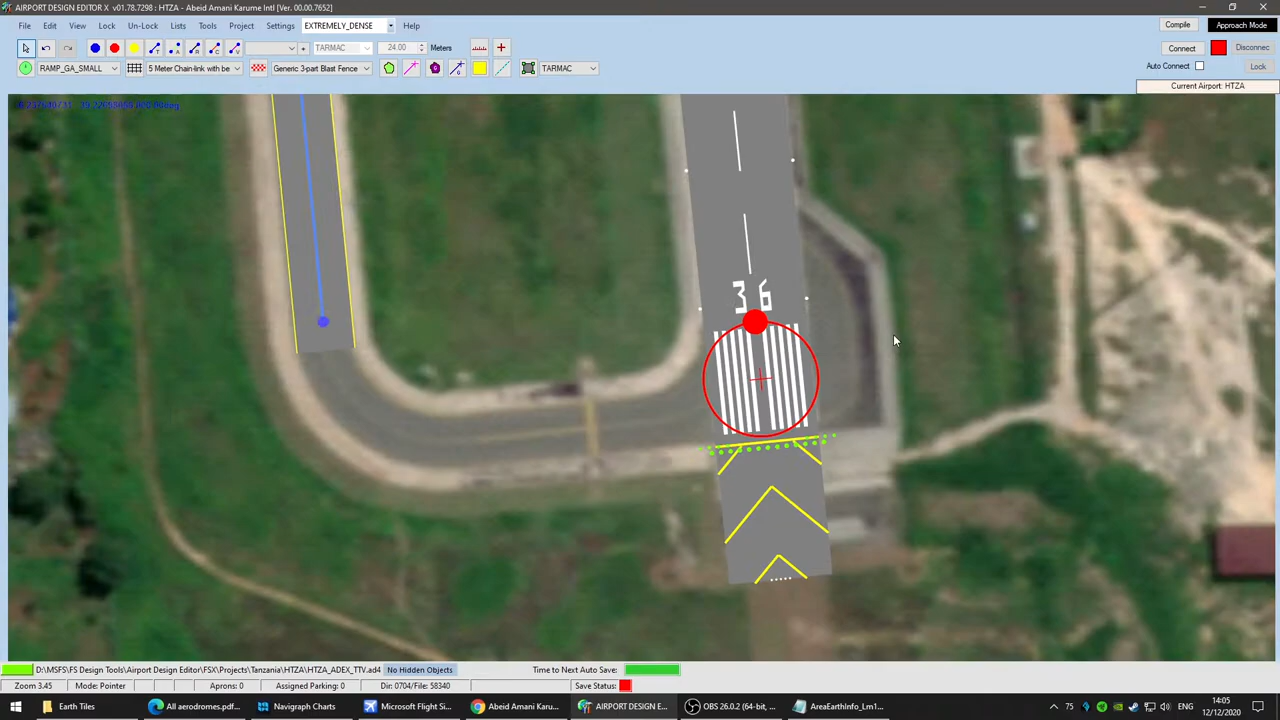 AIRPORT DESIGN EDITOR X v01.78.7298 : HTZA - Abeid Amani Karume Intl [Ver. 00.00.7652]
File Edit View Lock Un-Lock Lists Tools Project Settings EXTREMELY_DENSE Help
Compile Approach Mode
TARMAC 24.00 Meters
Connect Disconnec
RAMP_GA_SMALL 5 Meter Chain-link with be Generic 3-part Blast Fence TARMAC
Auto Connect Lock
Current Airport: HTZA
36
D:\MSFS\FS Design Tools\Airport Design Editor\FSX\Projects\Tanzania\HTZA\HTZA_ADEX_TTV.ad4 No Hidden Objects Time to Next Auto Save:
Zoom 3.45 Mode: Pointer Aprons: 0 Assigned Parking: 0 Dir: 0704/File: 58340 Save Status:
Earth Tiles All aerodromes.pdf... Navigraph Charts Microsoft Flight Si... Abeid Amani Karu... AIRPORT DESIGN E... OBS 26.0.2 (64-bit, ... AreaEarthInfo_Lm1... 75 ENG 14:05
12/12/2020